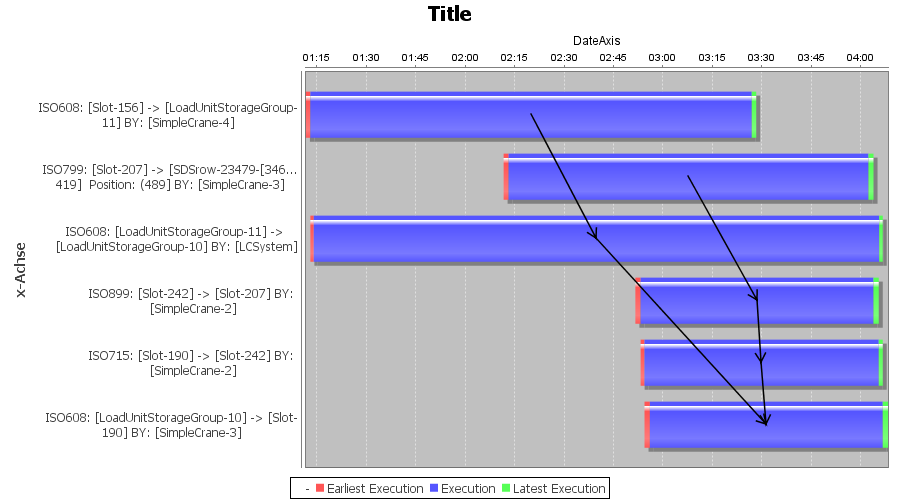 Title
DateAxis
01:15 01:30 01:45 02:00 02:15 02:30 02:45 03:00 03:15 03:30 03:45 04:00
x-Achse
ISO608: [Slot-156] -> [LoadUnitStorageGroup-
11] BY: [SimpleCrane-4]
ISO799: [Slot-207] -> [SDSrow-23479-[346...
419] Position: (489] BY: [SimpleCrane-3]
ISO608: [LoadUnitStorageGroup-11] ->
[LoadUnitStorageGroup-10] BY: [LCSystem]
ISO899: [Slot-242] -> [Slot-207] BY:
[SimpleCrane-2]
ISO715: [Slot-190] -> [Slot-242] BY:
[SimpleCrane-2]
ISO608: [LoadUnitStorageGroup-10] -> [Slot-
190] BY: [SimpleCrane-3]
- Earliest Execution Execution Latest Execution